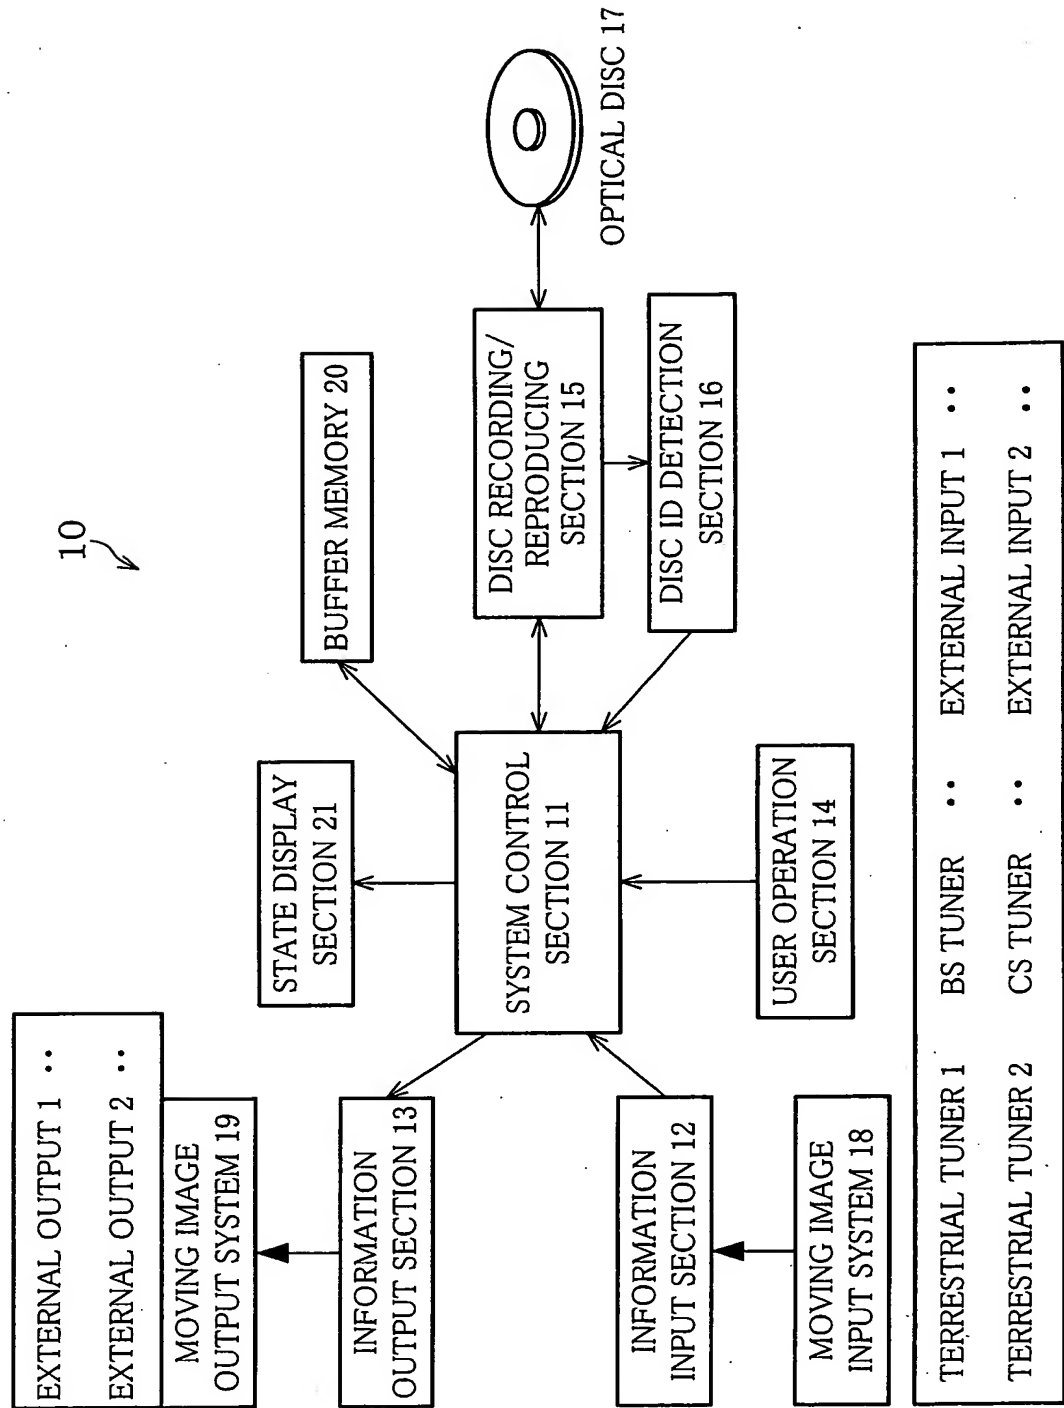 10
EXTERNAL OUTPUT 1 ··
EXTERNAL OUTPUT 2 ··
MOVING IMAGE
OUTPUT SYSTEM 19
STATE DISPLAY
SECTION 21
BUFFER MEMORY 20
INFORMATION
OUTPUT SECTION 13
SYSTEM CONTROL
SECTION 11
DISC RECORDING/
REPRODUCING
SECTION 15
OPTICAL DISC 17
INFORMATION
INPUT SECTION 12
DISC ID DETECTION
SECTION 16
MOVING IMAGE
INPUT SYSTEM 18
USER OPERATION
SECTION 14
TERRESTRIAL TUNER 1 BS TUNER ·· EXTERNAL INPUT 1 ··
TERRESTRIAL TUNER 2 CS TUNER ·· EXTERNAL INPUT 2 ··